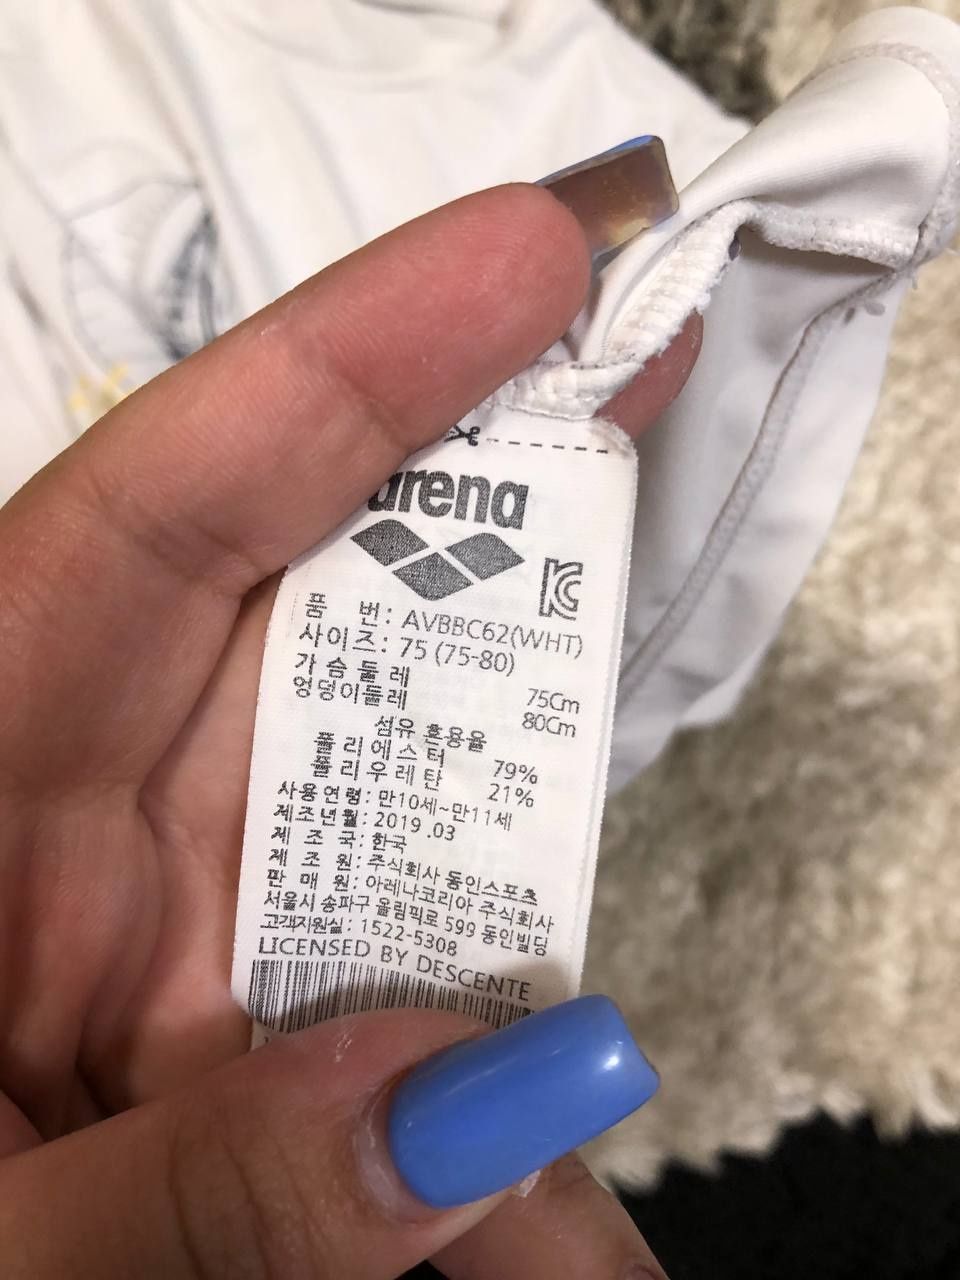 arena
KC
품 번: AVBBC62(WHT)
사이즈: 75 (75-80)
가슴둘레 75Cm
엉덩이둘레 80Cm
섬유 혼용율
폴리에스터 79%
폴리우레탄 21%
사용연령: 만10세~만11세
제조년월: 2019 .03
제 조 국: 한국
제 조 원: 주식회사 동인스포츠
판 매 원: 아레나코리아 주식회사
서울시 송파구 올림픽로 599 동인빌딩
고객지원실: 1522-5308
LICENSED BY DESCENTE